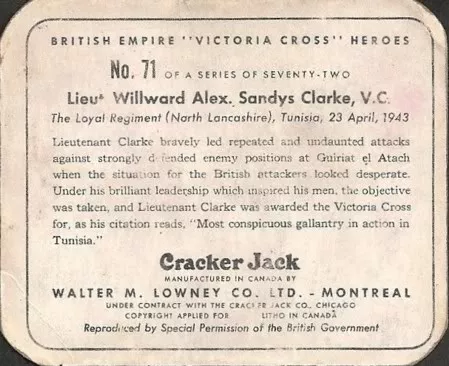 BRITISH EMPIRE "VICTORIA CROSS" HEROES
No. 71 OF A SERIES OF SEVENTY-TWO
Lieut Willward Alex. Sandys Clarke, V.C.
The Loyal Regiment (North Lancashire), Tunisia, 23 April, 1943
Lieutenant Clarke bravely led repeated and undaunted attacks
against strongly defended enemy positions at Guiriat el Atach
when the situation for the British attackers looked desperate.
Under his brilliant leadership which inspired his men, the objective
was taken, and Lieutenant Clarke was awarded the Victoria Cross
for, as his citation reads, "Most conspicuous gallantry in action in
Tunisia."
Cracker Jack
MANUFACTURED IN CANADA BY
WALTER M. LOWNEY CO. LTD. - MONTREAL
UNDER CONTRACT WITH THE CRACKER JACK CO., CHICAGO
COPYRIGHT APPLIED FOR LITHO IN CANADA
Reproduced by Special Permission of the British Government